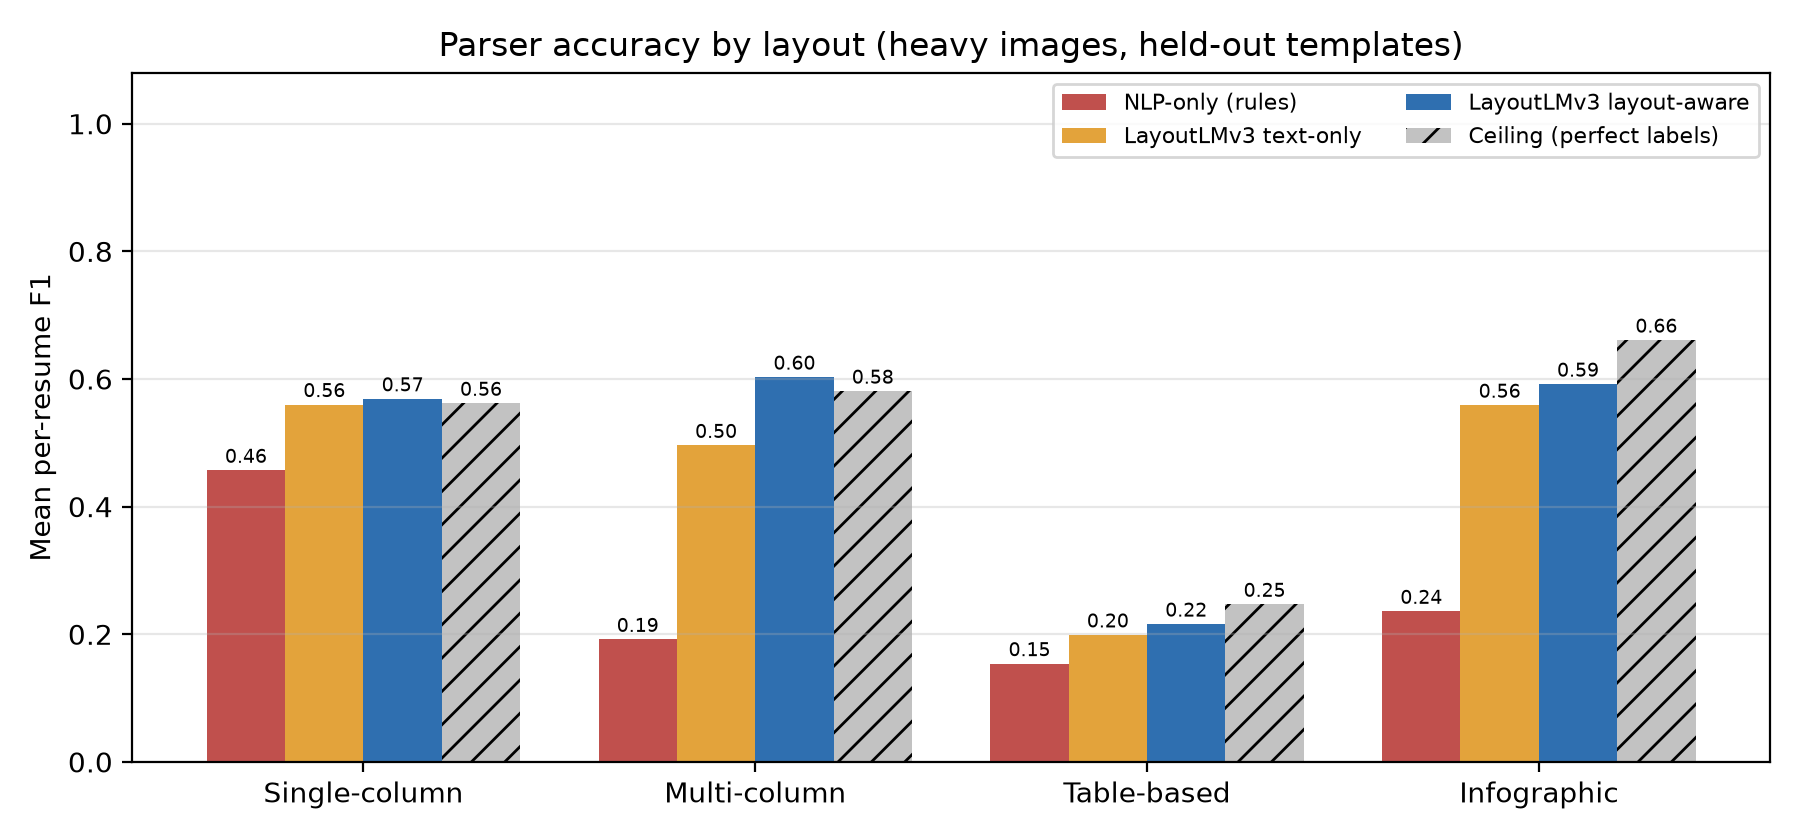 Parser accuracy by layout (heavy images, held-out templates)
NLP-only (rules)
LayoutLMv3 text-only
LayoutLMv3 layout-aware
Ceiling (perfect labels)
Mean per-resume F1
1.0
0.8
0.6
0.4
0.2
0.0
0.46
0.56
0.57
0.56
0.19
0.50
0.60
0.58
0.15
0.20
0.22
0.25
0.24
0.56
0.59
0.66
Single-column
Multi-column
Table-based
Infographic